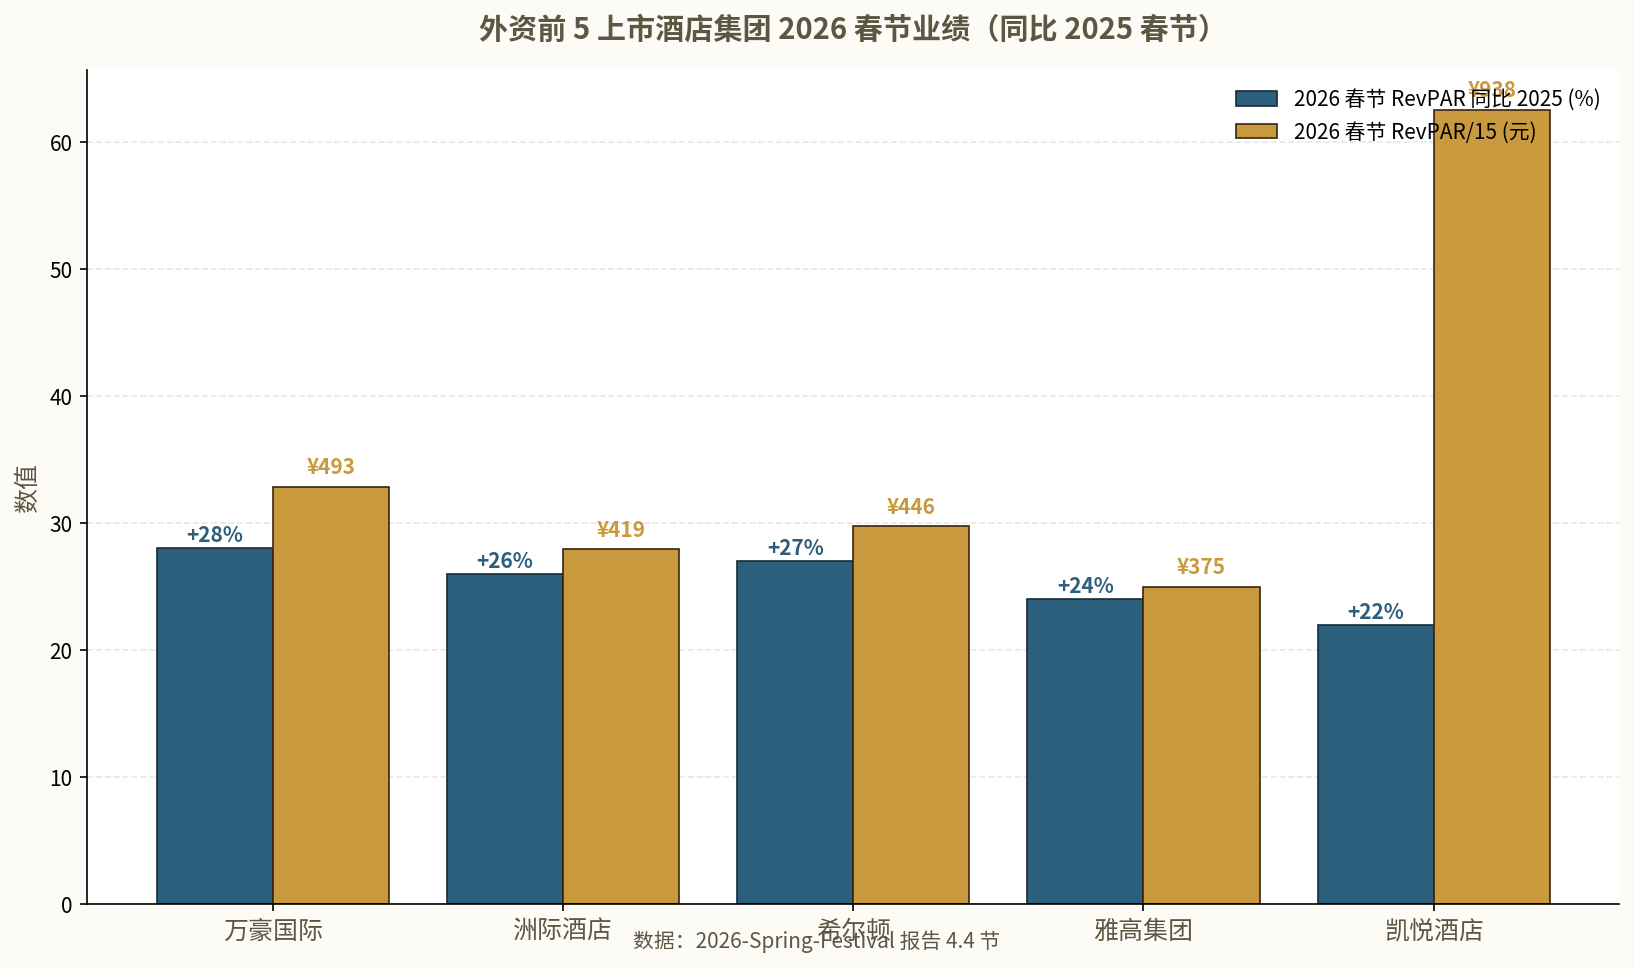 外资前 5 上市酒店集团 2026 春节业绩（同比 2025 春节）
¥938
2026 春节 RevPAR 同比 2025 (%)
2026 春节 RevPAR/15 (元)
数值
60
50
40
30
20
10
0
+28%
¥493
+26%
¥419
+27%
¥446
+24%
¥375
+22%
万豪国际
洲际酒店
希尔顿
雅高集团
凯悦酒店
数据：2026-Spring-Festival 报告 4.4 节